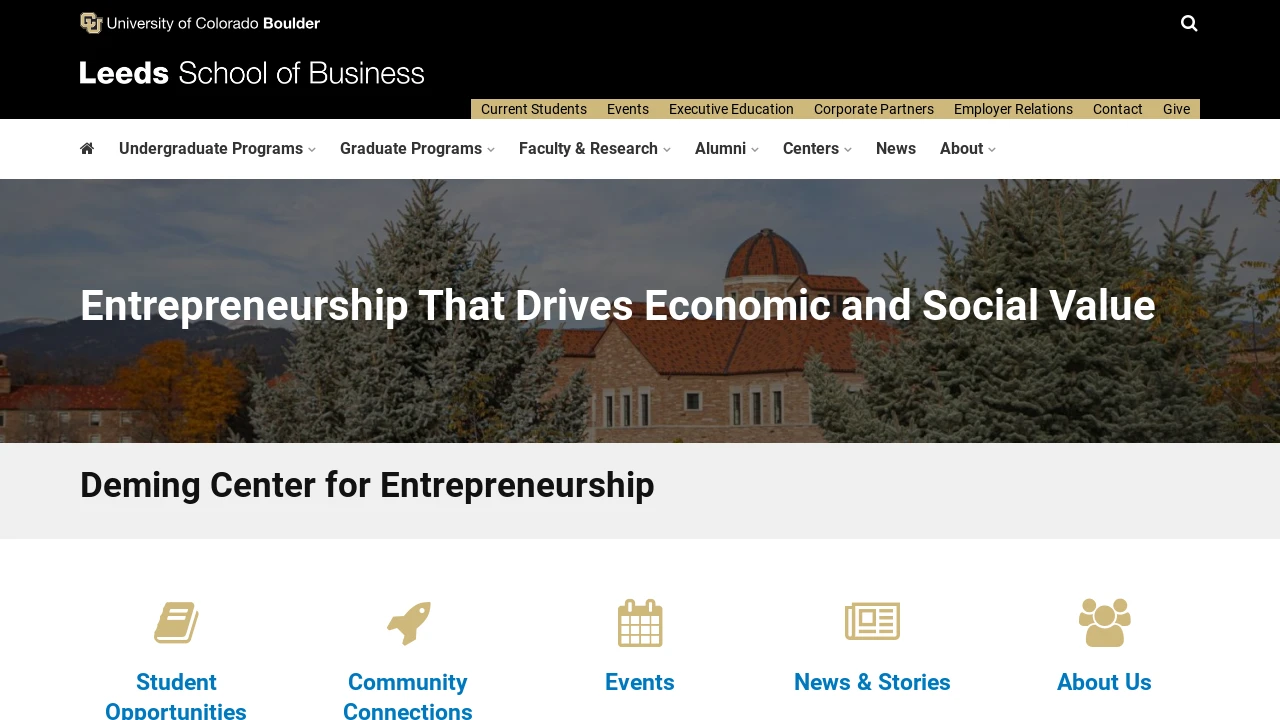 University of Colorado Boulder
Leeds School of Business
Current Students Events Executive Education Corporate Partners Employer Relations Contact Give
Undergraduate Programs Graduate Programs Faculty & Research Alumni Centers News About
Entrepreneurship That Drives Economic and Social Value
Deming Center for Entrepreneurship
Student Opportunities
Community Connections
Events
News & Stories
About Us